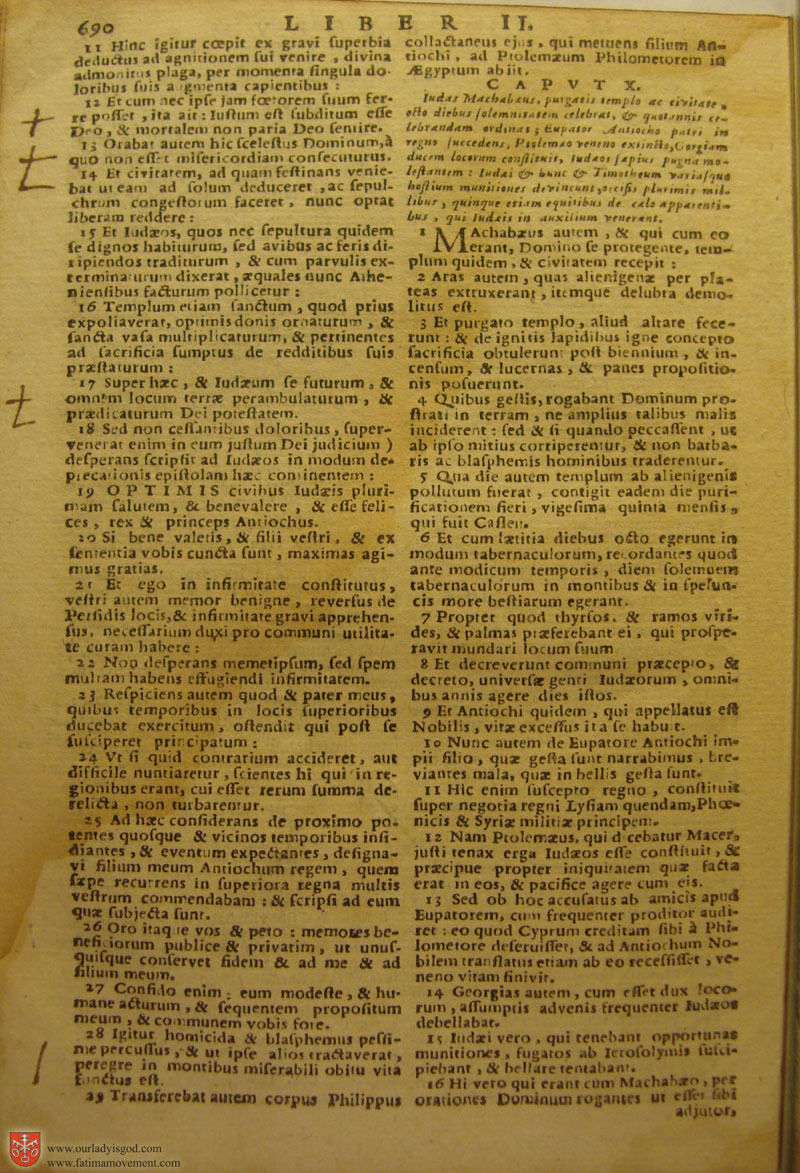 690
LIBER II.
11 Hinc igitur cœpit ex gravi ſuperbia
deductus ad agnitionem ſui venire , divina
admonitus plaga, per momenta ſingula do-
loribus ſuis augmenta capientibus :
12 Et cum nec ipſe jam fœtorem ſuum fer-
re poſſet , ita ait : Iuſtum eſt ſubditum eſſe
Deo, & mortalem non paria Deo ſentire.
13 Orabat autem hic ſceleſtus Dominum,à
quo non eſſet miſericordiam conſecuturus.
14 Et civitatem, ad quam feſtinans venie-
bat ut eam ad ſolum deduceret , ac ſepul-
chrum congeſtorum faceret, nunc optat
liberam reddere :
15 Et Iudæos, quos nec ſepultura quidem
ſe dignos habiturum, ſed avibus ac feris di-
ripiendos traditurum , & cum parvulis ex-
terminaturum dixerat, æquales nunc Athe-
nienſibus facturum pollicetur :
16 Templum etiam ſanctum , quod prius
expoliaverat, optimis donis ornaturum , &
ſancta vaſa multiplicaturum, & pertinentes
ad ſacrificia ſumptus de redditibus ſuis
præſtaturum :
17 Super hæc , & Iudæum ſe futurum , &
omnem locum terræ perambulaturum , &
prædicaturum Dei poteſtatem.
18 Sed non ceſſantibus doloribus, ſuper-
venerat enim in eum juſtum Dei judicium )
deſperans ſcripſit ad Iudæos in modum de-
precationis epiſtolam hæc continentem :
19 OPTIMIS civibus Iudæis pluri-
mam ſalutem, & benevalere , & eſſe feli-
ces , rex & princeps Antiochus.
20 Si bene valetis, & filii veſtri, & ex
ſententia vobis cuncta ſunt, maximas agi-
mus gratias.
21 Et ego in infirmitate conſtitutus,
veſtri autem memor benigne , reverſus de
Perſidis locis,& infirmitate gravi apprehen-
ſus, neceſſarium duxi pro communi utilita-
te curam habere :
22 Non deſperans memetipſum, ſed ſpem
multam habens effugiendi infirmitatem.
23 Reſpiciens autem quod & pater meus,
quibus temporibus in locis ſuperioribus
ducebat exercitum, oſtendit qui poſt ſe
ſuſciperet principatum :
24 Vt ſi quid contrarium accideret, aut
difficile nuntiaretur, ſcientes hi qui in re-
gionibus erant, cui eſſet rerum ſumma de-
relicta , non turbarentur.
25 Ad hæc conſiderans de proximo po-
tentes quoſque & vicinos temporibus inſi-
diantes , & eventum expectantes , deſigna-
vi filium meum Antiochum regem , quem
ſæpe recurrens in ſuperiora regna multis
veſtrum commendabam : & ſcripſi ad eum
quæ ſubjecta ſunt.
26 Oro itaque vos & peto : memores be-
neficiorum publice & privatim, ut unuſ-
quiſque conſervet fidem & ad me & ad
filium meum.
27 Confido enim : eum modeſte , & hu-
mane acturum , & ſequentem propoſitum
meum , & communem vobis fore.
28 Igitur homicida & blaſphemus peſſi-
me percuſſus, & ut ipſe alios tractaverat,
peregre in montibus miſerabili obitu vita
functus eſt.
29 Transferebat autem corpus Philippus
collactaneus ejus , qui metuens filium An-
tiochi , ad Ptolemæum Philometorem in
Ægyptum abiit.
CAPVT X.
Iudas Machabæus, purgatis templo ac civitate,
octo diebus ſolemnitatem celebrat, & quotannis ce-
lebrandam ordinat ; Eupator Antiocho patri in
regno ſuccedens, Ptolemæo veneno extincto, Gorgiam
ducem locorum conſtituit, Iudæos ſæpius pugna mo-
leſtantem : Iudæi & hunc & Timotheum variaſque
hoſtium munitiones devincunt, occiſis plurimis mil-
libus , quinque etiam equitibus de cælo apparenti-
bus , qui Iudæis in auxilium venerant.
1 MAchabæus autem , & qui cum eo
erant, Domino ſe protegente, tem-
plum quidem , & civitatem recepit :
2 Aras autem , quas alienigenæ per pla-
teas extruxerant , itemque delubra demo-
litus eſt.
3 Et purgato templo, aliud altare fece-
runt : & de ignitis lapidibus igne concepto
ſacrificia obtulerunt poſt biennium , & in-
cenſum, & lucernas , & panes propoſitio-
nis poſuerunt.
4 Quibus geſtis, rogabant Dominum pro-
ſtrati in terram , ne amplius talibus malis
inciderent : ſed & ſi quando peccaſſent , ut
ab ipſo mitius corriperentur, & non barba-
ris ac blaſphemis hominibus traderentur.
5 Qua die autem templum ab alienigenis
pollutum fuerat , contigit eadem die puri-
ficationem fieri , vigeſima quinta menſis,
qui fuit Caſleu.
6 Et cum lætitia diebus octo egerunt in
modum tabernaculorum, recordantes quod
ante modicum temporis , diem ſolemnem
tabernaculorum in montibus & in ſpelun-
cis more beſtiarum egerant.
7 Propter quod thyrſos, & ramos viri-
des, & palmas præferebant ei , qui proſpe-
ravit mundari locum ſuum
8 Et decreverunt communi præcepto, &
decreto, univerſæ genti Iudæorum , omni-
bus annis agere dies iſtos.
9 Et Antiochi quidem , qui appellatus eſt
Nobilis, vitæ exceſſus ita ſe habuit.
10 Nunc autem de Eupatore Antiochi im-
pii filio , quæ geſta ſunt narrabimus , bre-
viantes mala, quæ in bellis geſta ſunt.
11 Hic enim ſuſcepto regno , conſtituit
ſuper negotia regni Lyſiam quendam,Phœ-
nicis & Syriæ militiæ principem.
12 Nam Ptolemæus, qui dicebatur Macer,
juſti tenax erga Iudæos eſſe conſtituit, &
præcipue propter iniquitatem quæ facta
erat in eos, & pacifice agere cum eis.
13 Sed ob hoc accuſatus ab amicis apud
Eupatorem, cum frequenter proditor audi-
ret : eo quod Cyprum creditam ſibi à Phi-
lometore deſeruiſſet, & ad Antiochum No-
bilem tranſlatus etiam ab eo receſſiſſet , ve-
neno vitam finivit.
14 Georgias autem , cum eſſet dux loco-
rum , aſſumptis advenis frequenter Iudæos
debellabat.
15 Iudæi vero , qui tenebant opportunas
munitiones, fugatos ab Ieroſolymis ſuſci-
piebant , & bellare tentabant.
16 Hi vero qui erant cum Machabæo, per
orationes Dominum rogantes ut eſſet ſibi
adjutor,
www.ourladyisgod.com
www.fatimamovement.com